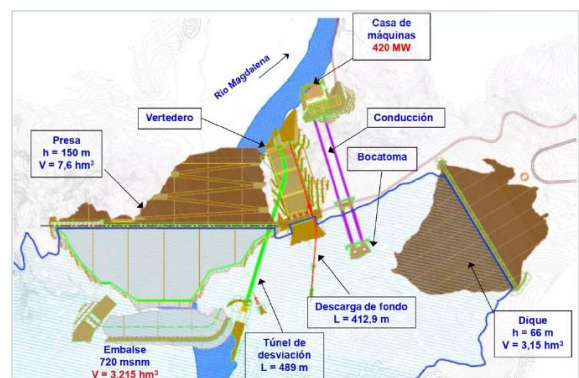 Casa de
máquinas
420 MW
Río Magdalena
Vertedero
Conducción
Presa
h = 150 m
V = 7,6 hm³
Bocatoma
Descarga de fondo
L = 412,9 m
Dique
h = 66 m
V = 3,15 hm³
Túnel de
desviación
L = 489 m
Embalse
720 msnm
V = 3.215 hm³